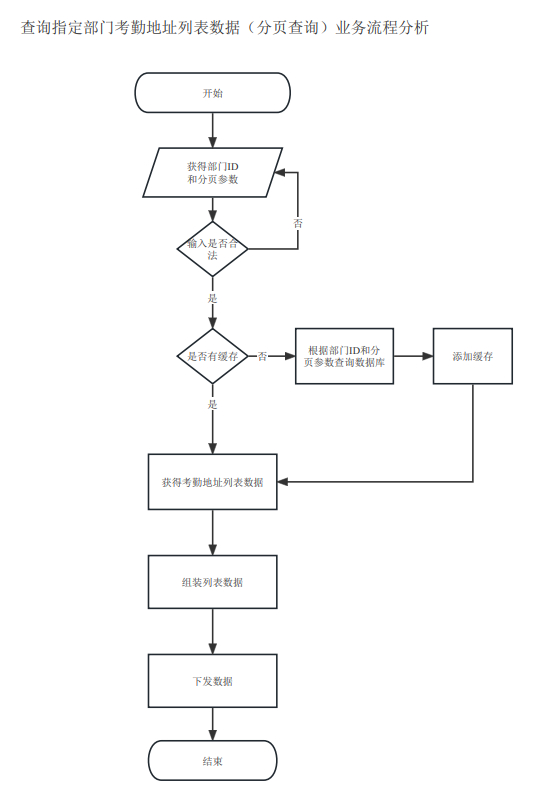 查询指定部门考勤地址列表数据（分页查询）业务流程分析
开始
获得部门ID
和分页参数
否
输入是否合
法
是
是否有缓存
否
根据部门ID和分
页参数查询数据库
添加缓存
是
获得考勤地址列表数据
组装列表数据
下发数据
结束